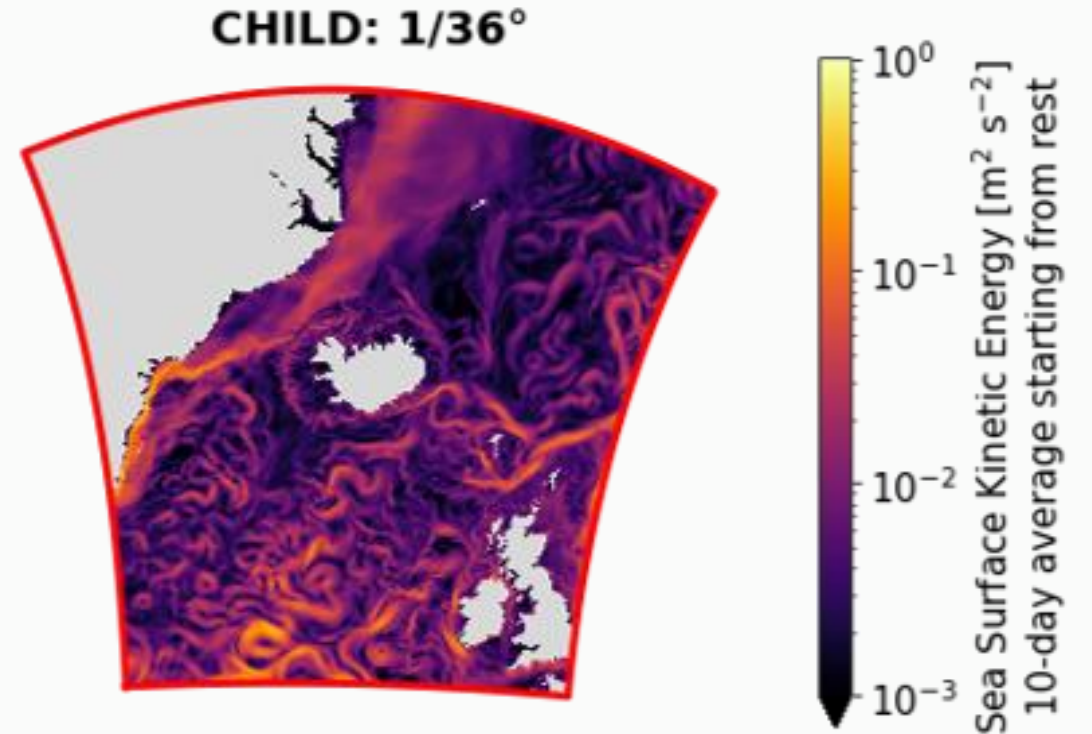 CHILD: 1/36°
10⁰
10⁻¹
10⁻²
10⁻³
Sea Surface Kinetic Energy [m² s⁻²]
10-day average starting from rest